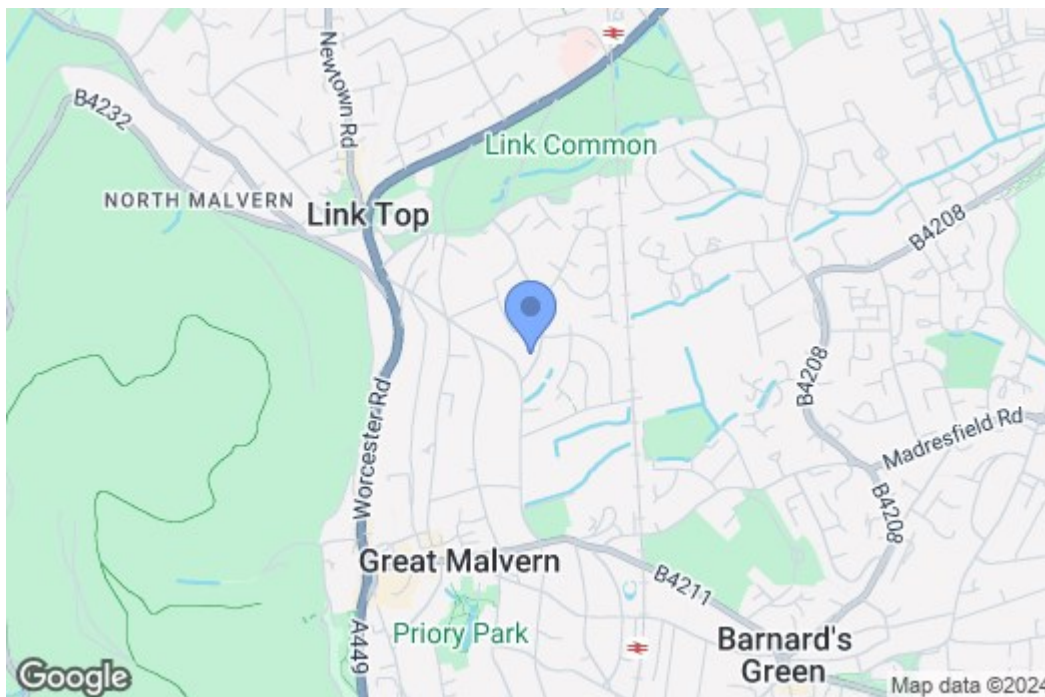 Newtown Rd
B4232
Link Common
NORTH MALVERN
Link Top
B4208
B4208
Worcester Rd
Madresfield Rd
B4208
Great Malvern
B4211
A449
Priory Park
Barnard's
Green
Google
Map data ©2024